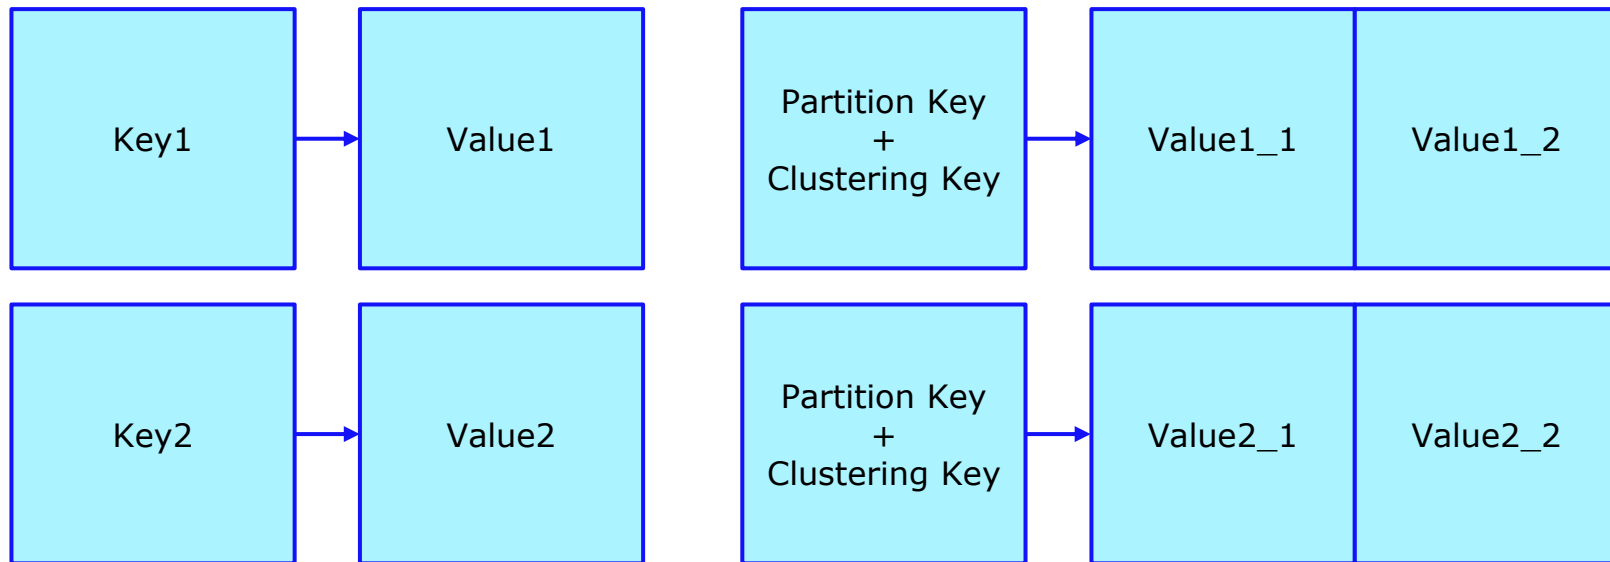 Key1
Value1
Partition Key
+
Clustering Key
Value1_1
Value1_2
Key2
Value2
Partition Key
+
Clustering Key
Value2_1
Value2_2